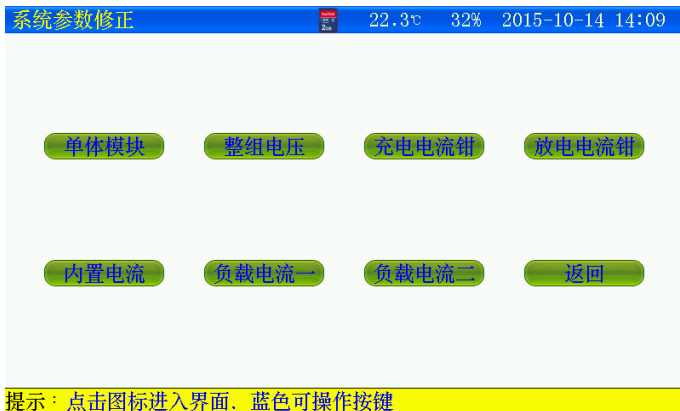 系统参数修正 22.3℃ 32% 2015-10-14 14:09
单体模块 整组电压 充电电流钳 放电电流钳
内置电流 负载电流一 负载电流二 返回
提示：点击图标进入界面．蓝色可操作按键